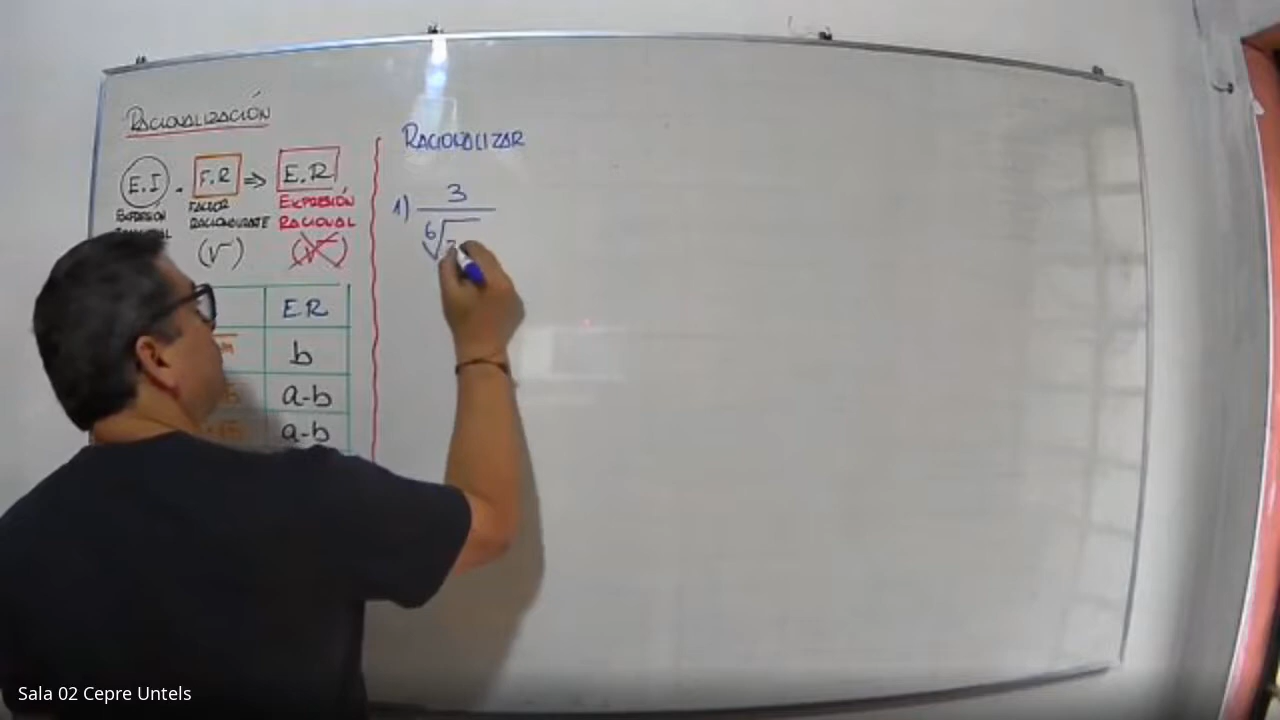 RACIONALIZACIÓN
E.I . F.R ⇒ E.R
EXPRESIÓN FACTOR EXPRESIÓN
RACIONALIZANTE RACIONAL
(√) (√)
E.R
b
a-b
a-b
RACIONALIZAR
1) 3
6√
Sala 02 Cepre Untels